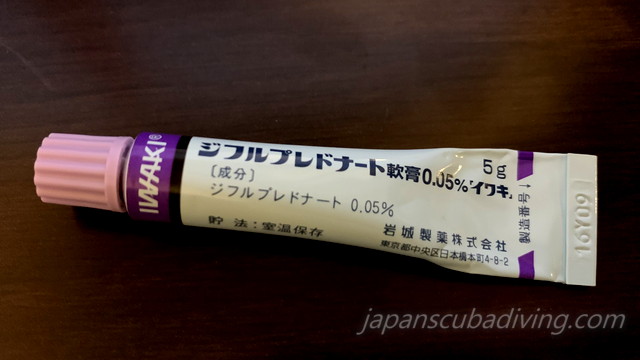 IWAKI®
ジフルプレドナート軟膏0.05%「イワキ」
5g
〔成分〕
ジフルプレドナート 0.05%
貯 法:室温保存
岩城製薬株式会社
東京都中央区日本橋本町4-8-2
製造番号
16Y09
japanscubadiving.com